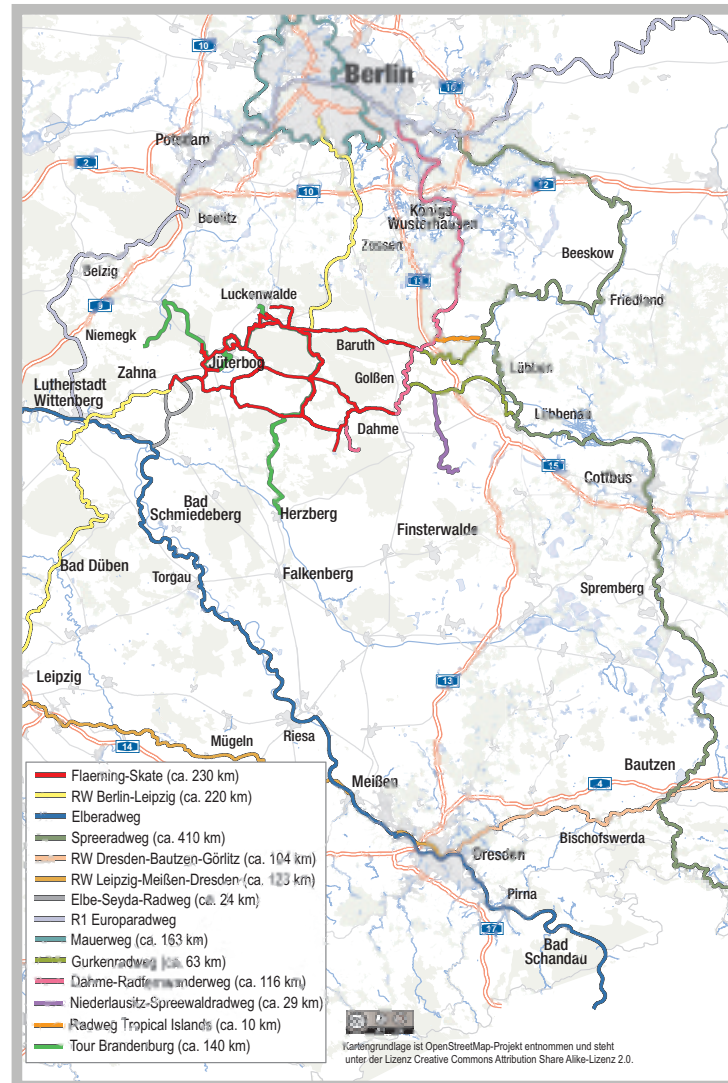 10
Berlin
10
Potsdam
2
10
12
Beelitz
Königs
Wusterhausen
Zossen
Beeskow
Belzig
13
9
Luckenwalde
Friedland
Niemegk
Baruth
Jüterbog
Lübben
Zahna
Golßen
Lutherstadt
Wittenberg
Lübbenau
Dahme
15
Cottbus
Bad
Schmiedeberg
Herzberg
Finsterwalde
Bad Düben
Torgau
Falkenberg
Spremberg
Leipzig
13
Riesa
Mügeln
14
Bautzen
Meißen
4
Bischofswerda
Dresden
Pirna
17
Bad
Schandau
Flaeming-Skate (ca. 230 km)
RW Berlin-Leipzig (ca. 220 km)
Elberadweg
Spreeradweg (ca. 410 km)
RW Dresden-Bautzen-Görlitz (ca. 104 km)
RW Leipzig-Meißen-Dresden (ca. 123 km)
Elbe-Seyda-Radweg (ca. 24 km)
R1 Europaradweg
Mauerweg (ca. 163 km)
Gurkenradweg (ca. 63 km)
Dahme-Radfernwanderweg (ca. 116 km)
Niederlausitz-Spreewaldradweg (ca. 29 km)
Radweg Tropical Islands (ca. 10 km)
Tour Brandenburg (ca. 140 km)
Kartengrundlage ist OpenStreetMap-Projekt entnommen und steht
unter der Lizenz Creative Commons Attribution Share Alike-Lizenz 2.0.